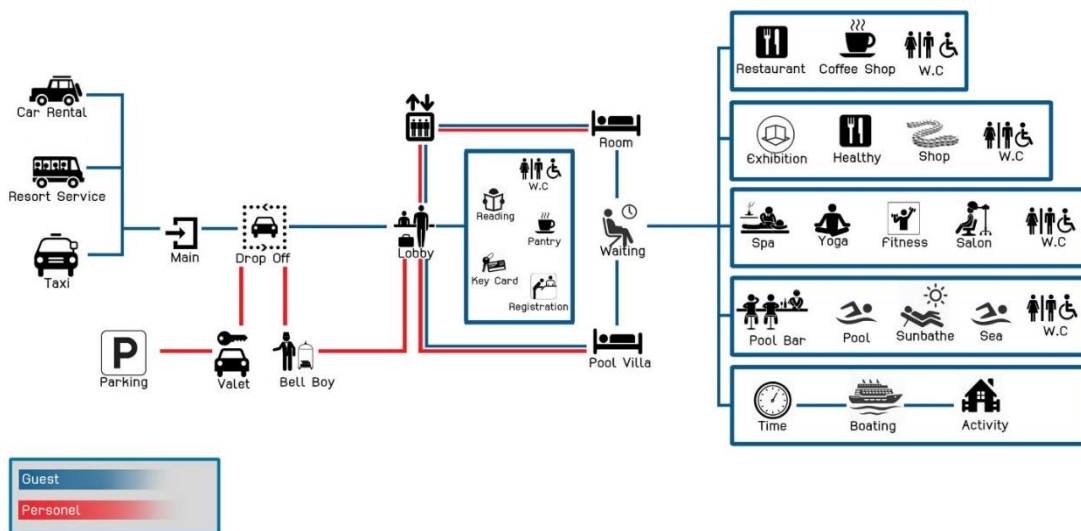 Car Rental
Resort Service
Taxi
Main
Drop Off
P
Parking
Valet
Bell Boy
Lobby
W.C
Reading
Pantry
Key Card
Registration
Room
Waiting
Pool Villa
Restaurant
Coffee Shop
W.C
Exhibition
Healthy
Shop
W.C
Spa
Yoga
Fitness
Salon
W.C
Pool Bar
Pool
Sunbathe
Sea
W.C
Time
Boating
Activity
Guest
Personel